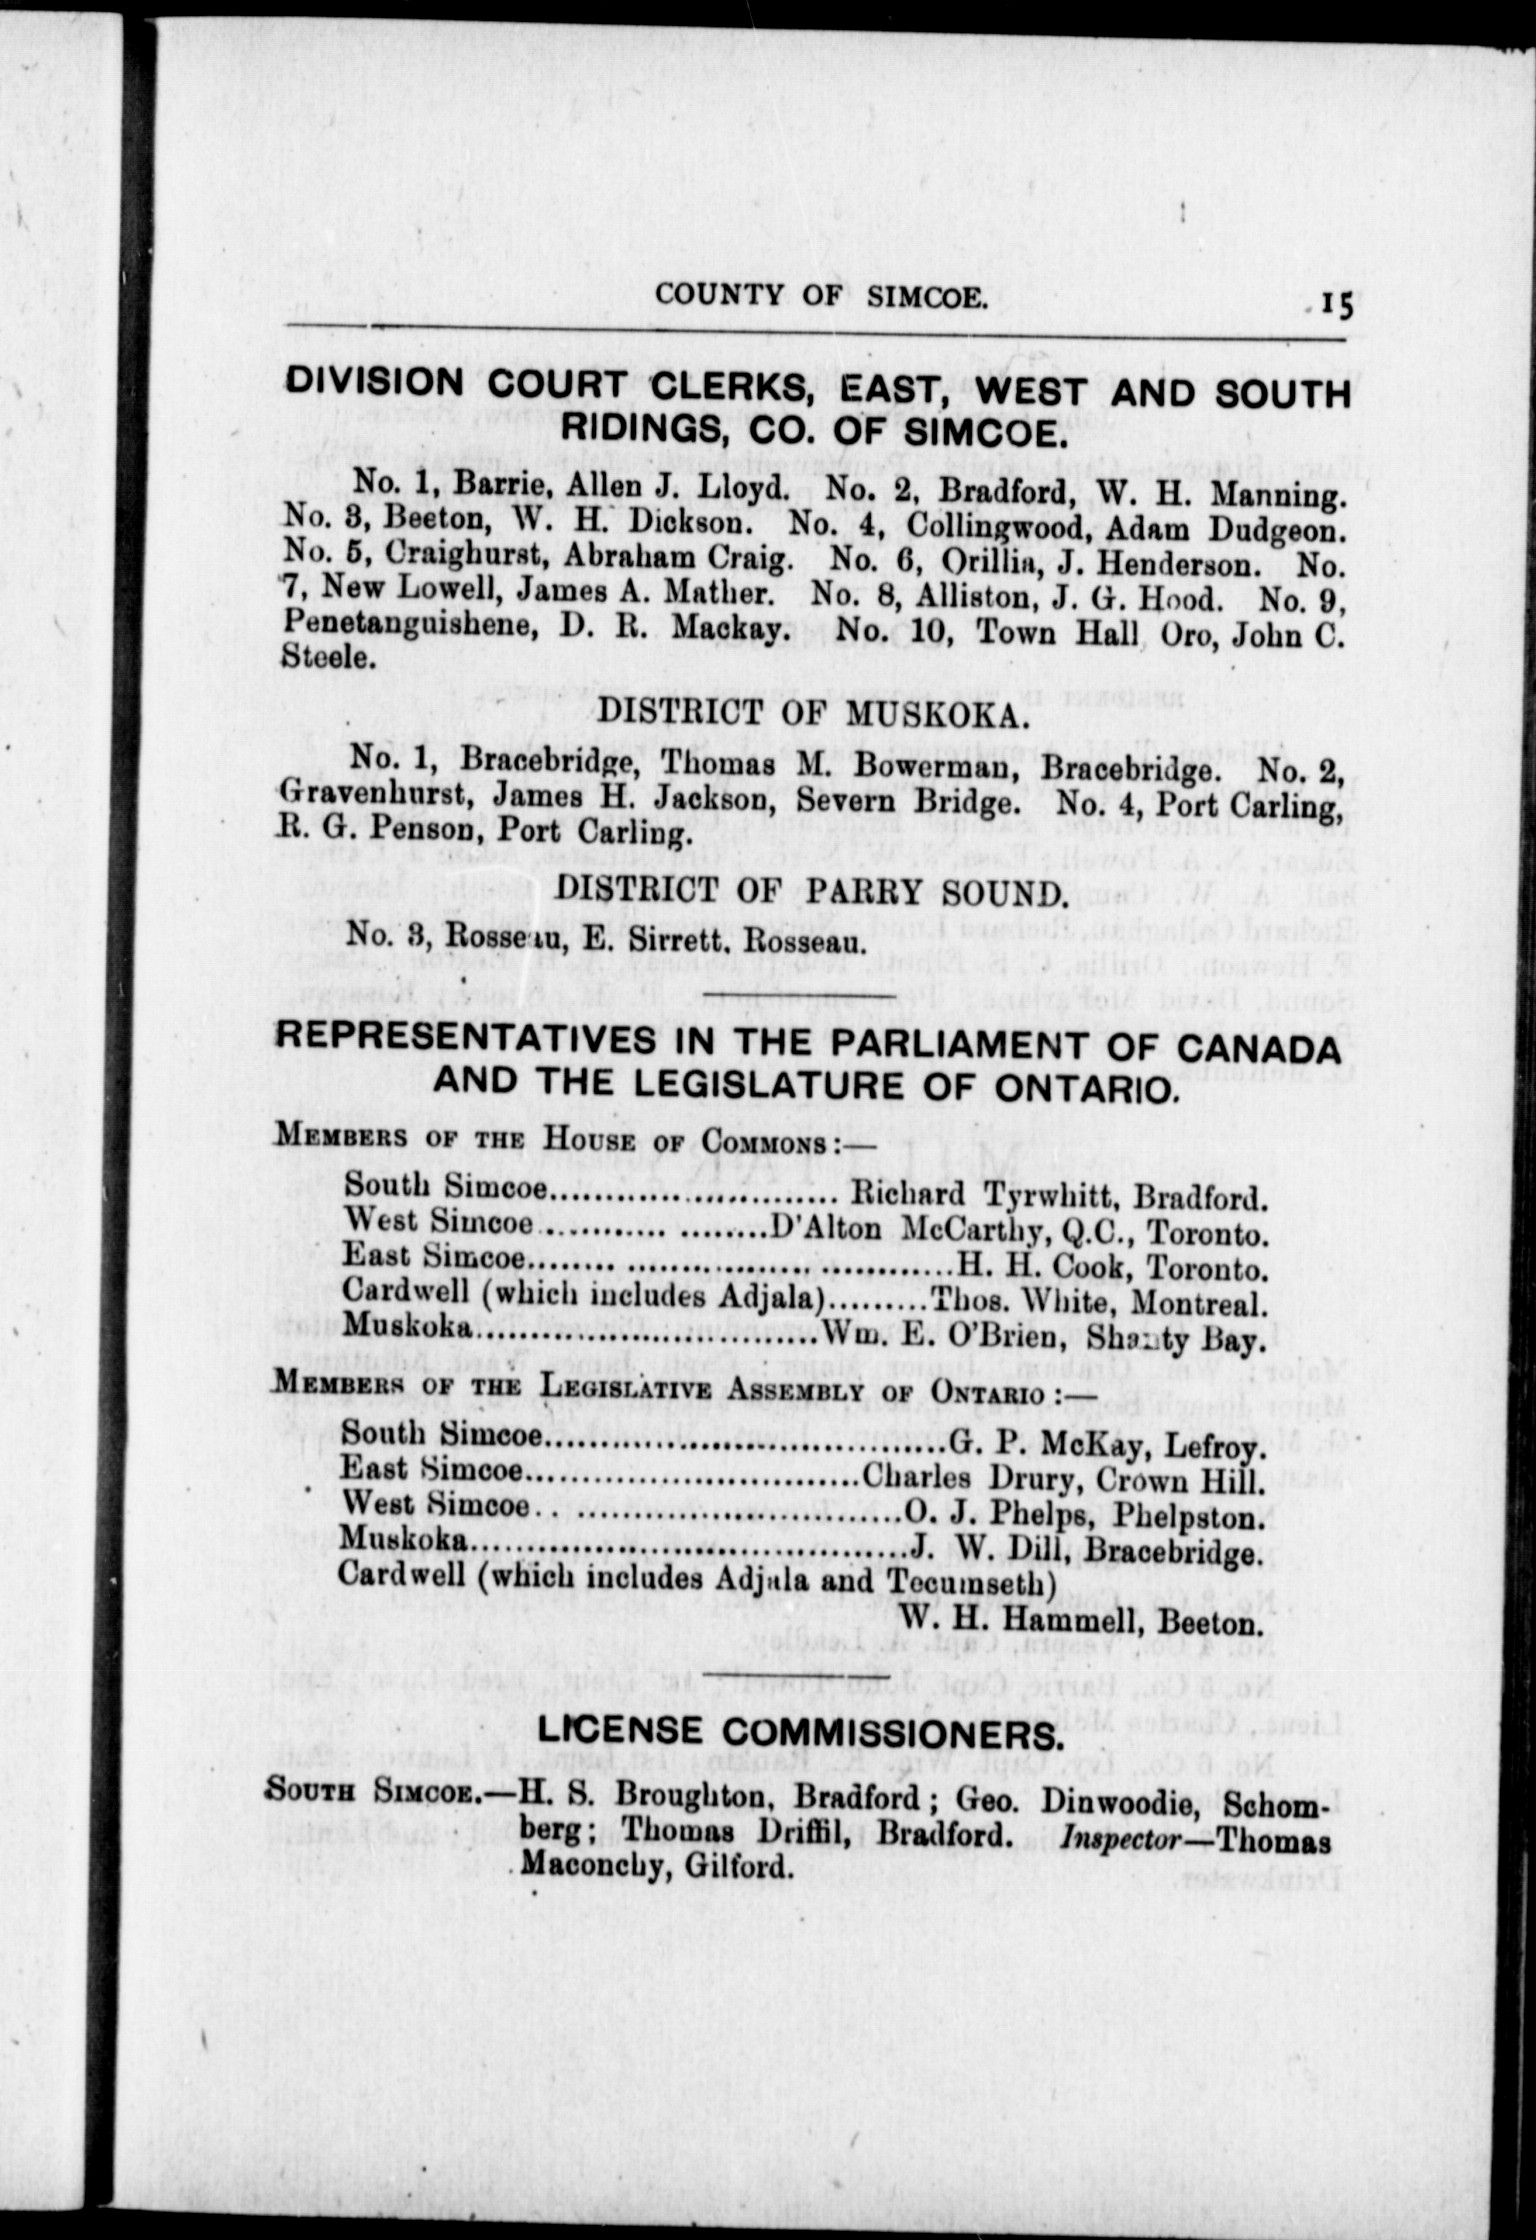 COUNTY OF SIMCOE. 15
DIVISION COURT CLERKS, EAST, WEST AND SOUTH
RIDINGS, CO. OF SIMCOE.
No. 1, Barrie, Allen J. Lloyd. No. 2, Bradford, W. H. Manning.
No. 3, Beeton, W. H. Dickson. No. 4, Collingwood, Adam Dudgeon.
No. 5, Craighurst, Abraham Craig. No. 6, Orillia, J. Henderson. No.
7, New Lowell, James A. Mather. No. 8, Alliston, J. G. Hood. No. 9,
Penetanguishene, D. R. Mackay. No. 10, Town Hall Oro, John C.
Steele.
DISTRICT OF MUSKOKA.
No. 1, Bracebridge, Thomas M. Bowerman, Bracebridge. No. 2,
Gravenhurst, James H. Jackson, Severn Bridge. No. 4, Port Carling,
R. G. Penson, Port Carling.
DISTRICT OF PARRY SOUND.
No. 3, Rosseau, E. Sirrett, Rosseau.
REPRESENTATIVES IN THE PARLIAMENT OF CANADA
AND THE LEGISLATURE OF ONTARIO.
MEMBERS OF THE HOUSE OF COMMONS:—
South Simcoe.......................... Richard Tyrwhitt, Bradford.
West Simcoe............ ........D'Alton McCarthy, Q.C., Toronto.
East Simcoe........ ................. ............H. H. Cook, Toronto.
Cardwell (which includes Adjala).........Thos. White, Montreal.
Muskoka...............................Wm. E. O'Brien, Shanty Bay.
MEMBERS OF THE LEGISLATIVE ASSEMBLY OF ONTARIO:—
South Simcoe....................................G. P. McKay, Lefroy.
East Simcoe..............................Charles Drury, Crown Hill.
West Simcoe.. .............................O. J. Phelps, Phelpston.
Muskoka.......................................J. W. Dill, Bracebridge.
Cardwell (which includes Adjala and Tecumseth)
W. H. Hammell, Beeton.
LICENSE COMMISSIONERS.
SOUTH SIMCOE.—H. S. Broughton, Bradford; Geo. Dinwoodie, Schom-
berg; Thomas Driffil, Bradford. Inspector—Thomas
Maconchy, Gilford.